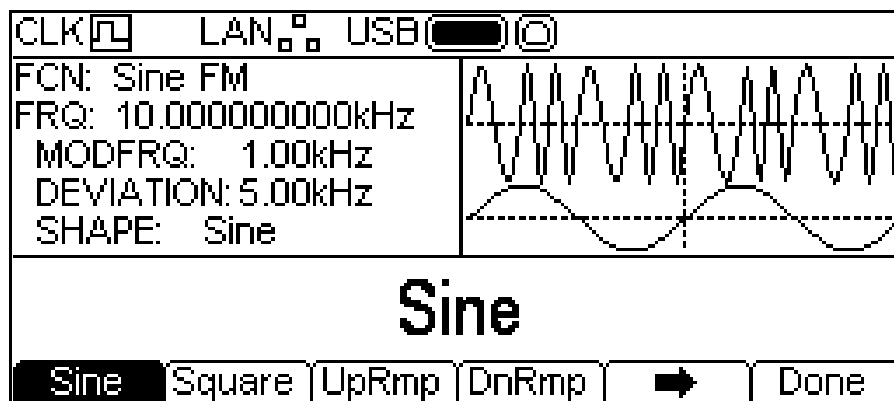 CLK LAN USB
FCN: Sine FM
FRQ: 10.000000000kHz
MODFRQ: 1.00kHz
DEVIATION: 5.00kHz
SHAPE: Sine
Sine
Sine Square UpRmp DnRmp Done